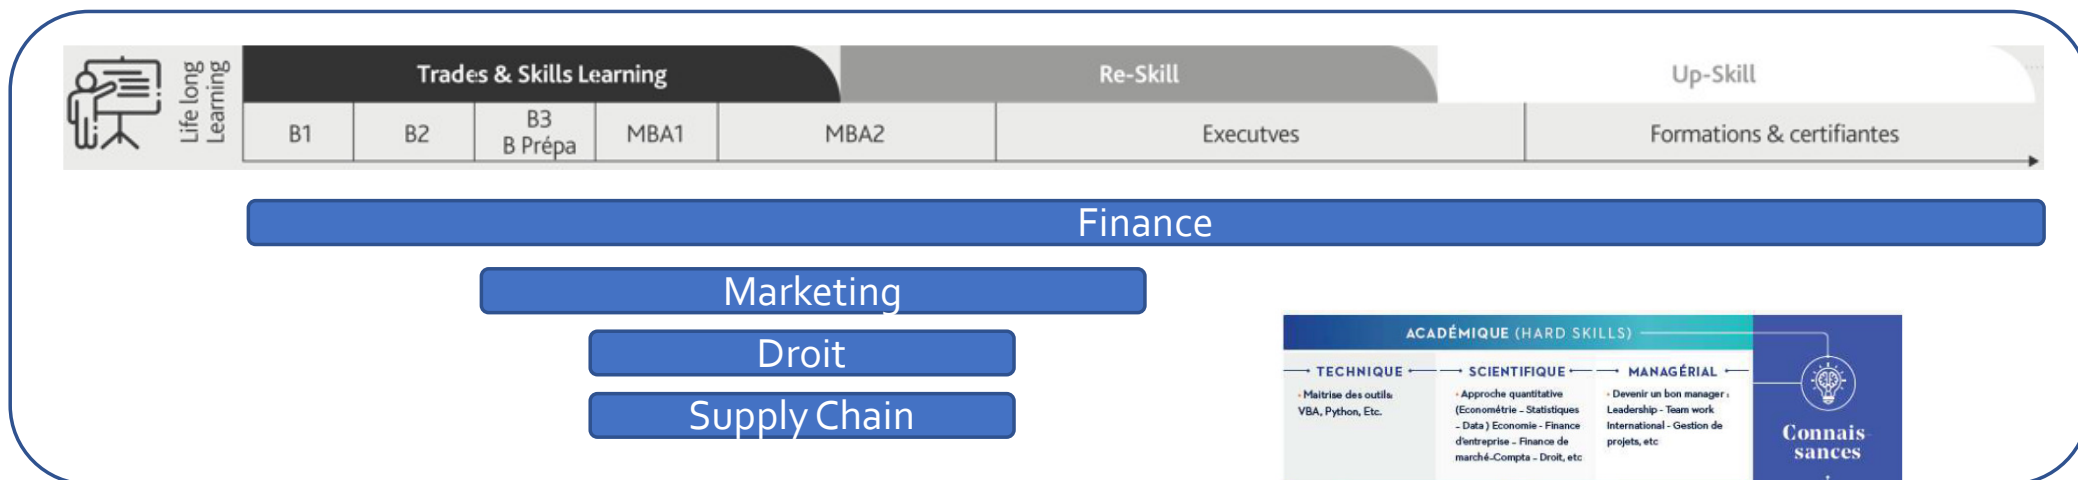 Life long
Learning
Trades & Skills Learning
Re-Skill
Up-Skill
B1
B2
B3
B Prépa
MBA1
MBA2
Executves
Formations & certifiantes
Finance
Marketing
Droit
Supply Chain
ACADÉMIQUE (HARD SKILLS)
TECHNIQUE
• Maitrise des outils:
VBA, Python, Etc.
SCIENTIFIQUE
• Approche quantitative
(Econométrie – Statistiques
– Data ) Economie - Finance
d'entreprise – Finance de
marché-Compta – Droit, etc
MANAGÉRIAL
• Devenir un bon manager :
Leadership - Team work
International - Gestion de
projets, etc
Connais-
sances